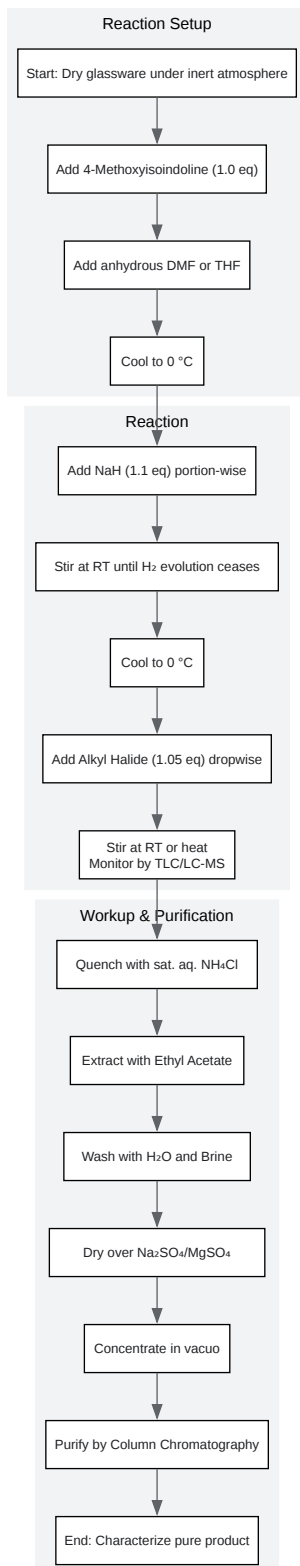 Reaction Setup
Start: Dry glassware under inert atmosphere
Add 4-Methoxyisoindoline (1.0 eq)
Add anhydrous DMF or THF
Cool to 0 °C
Reaction
Add NaH (1.1 eq) portion-wise
Stir at RT until H₂ evolution ceases
Cool to 0 °C
Add Alkyl Halide (1.05 eq) dropwise
Stir at RT or heat
Monitor by TLC/LC-MS
Workup & Purification
Quench with sat. aq. NH₄Cl
Extract with Ethyl Acetate
Wash with H₂O and Brine
Dry over Na₂SO₄/MgSO₄
Concentrate in vacuo
Purify by Column Chromatography
End: Characterize pure product